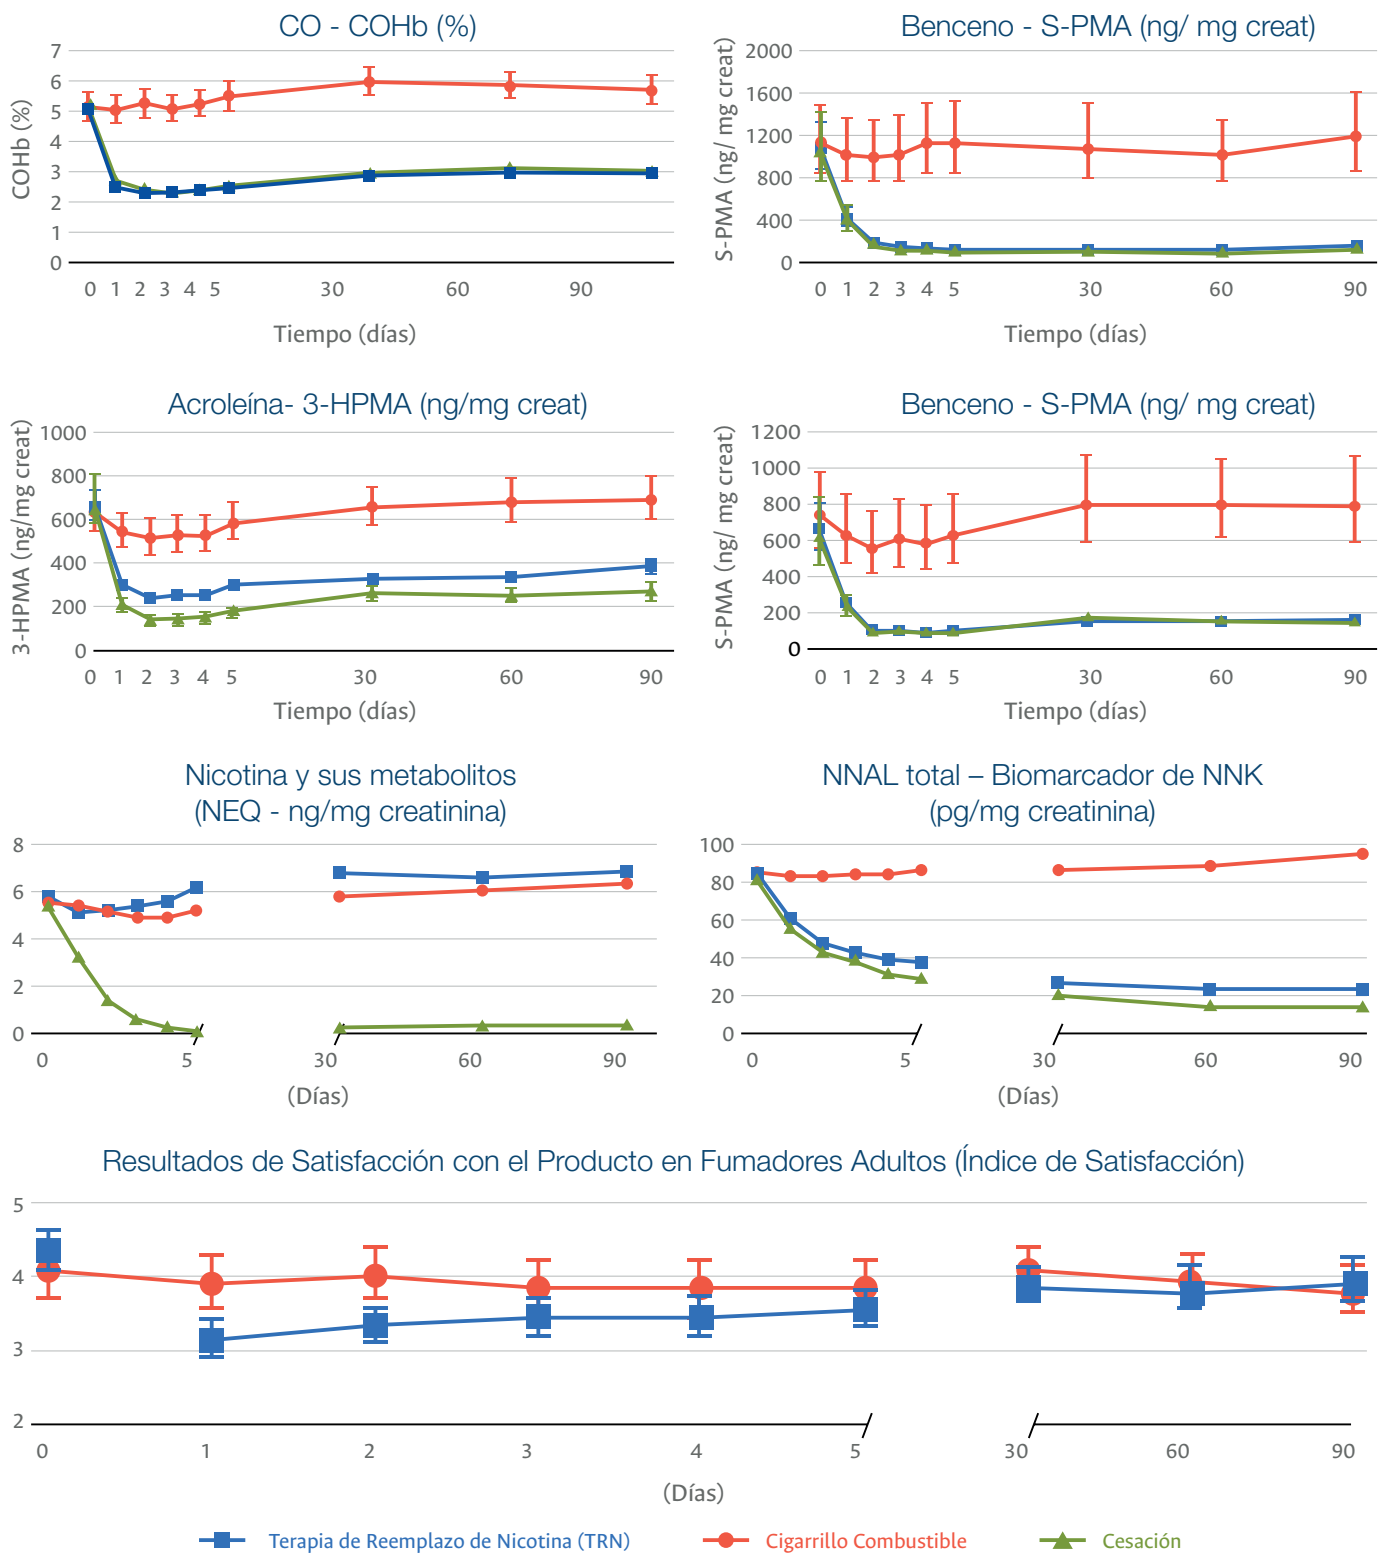 CO - COHb (%)
7
6
5
4
3
2
1
0
COHb (%)
0 1 2 3 4 5 30 60 90
Tiempo (días)
Benceno - S-PMA (ng/ mg creat)
2000
1600
1200
800
400
0
S-PMA (ng/ mg creat)
0 1 2 3 4 5 30 60 90
Tiempo (días)
Acroleína- 3-HPMA (ng/mg creat)
1000
800
600
400
200
0
3-HPMA (ng/mg creat)
0 1 2 3 4 5 30 60 90
Tiempo (días)
Benceno - S-PMA (ng/ mg creat)
1200
1000
800
600
400
200
0
S-PMA (ng/ mg creat)
0 1 2 3 4 5 30 60 90
Tiempo (días)
Nicotina y sus metabolitos
(NEQ - ng/mg creatinina)
8
6
4
2
0
0 5 30 60 90
(Días)
NNAL total – Biomarcador de NNK
(pg/mg creatinina)
100
80
60
40
20
0
0 5 30 60 90
(Días)
Resultados de Satisfacción con el Producto en Fumadores Adultos (Índice de Satisfacción)
5
4
3
2
0 1 2 3 4 5 30 60 90
(Días)
Terapia de Reemplazo de Nicotina (TRN) Cigarrillo Combustible Cesación